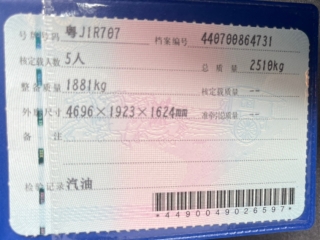 号牌号码 粤J1R707 档案编号 440700864731
核定载人数 5人 总质量 2510kg
整备质量 1881kg 核定载质量 --
外廓尺寸 4696×1923×1624mm 准牵引总质量 --
备注
检验记录 汽油
*4490049026597*